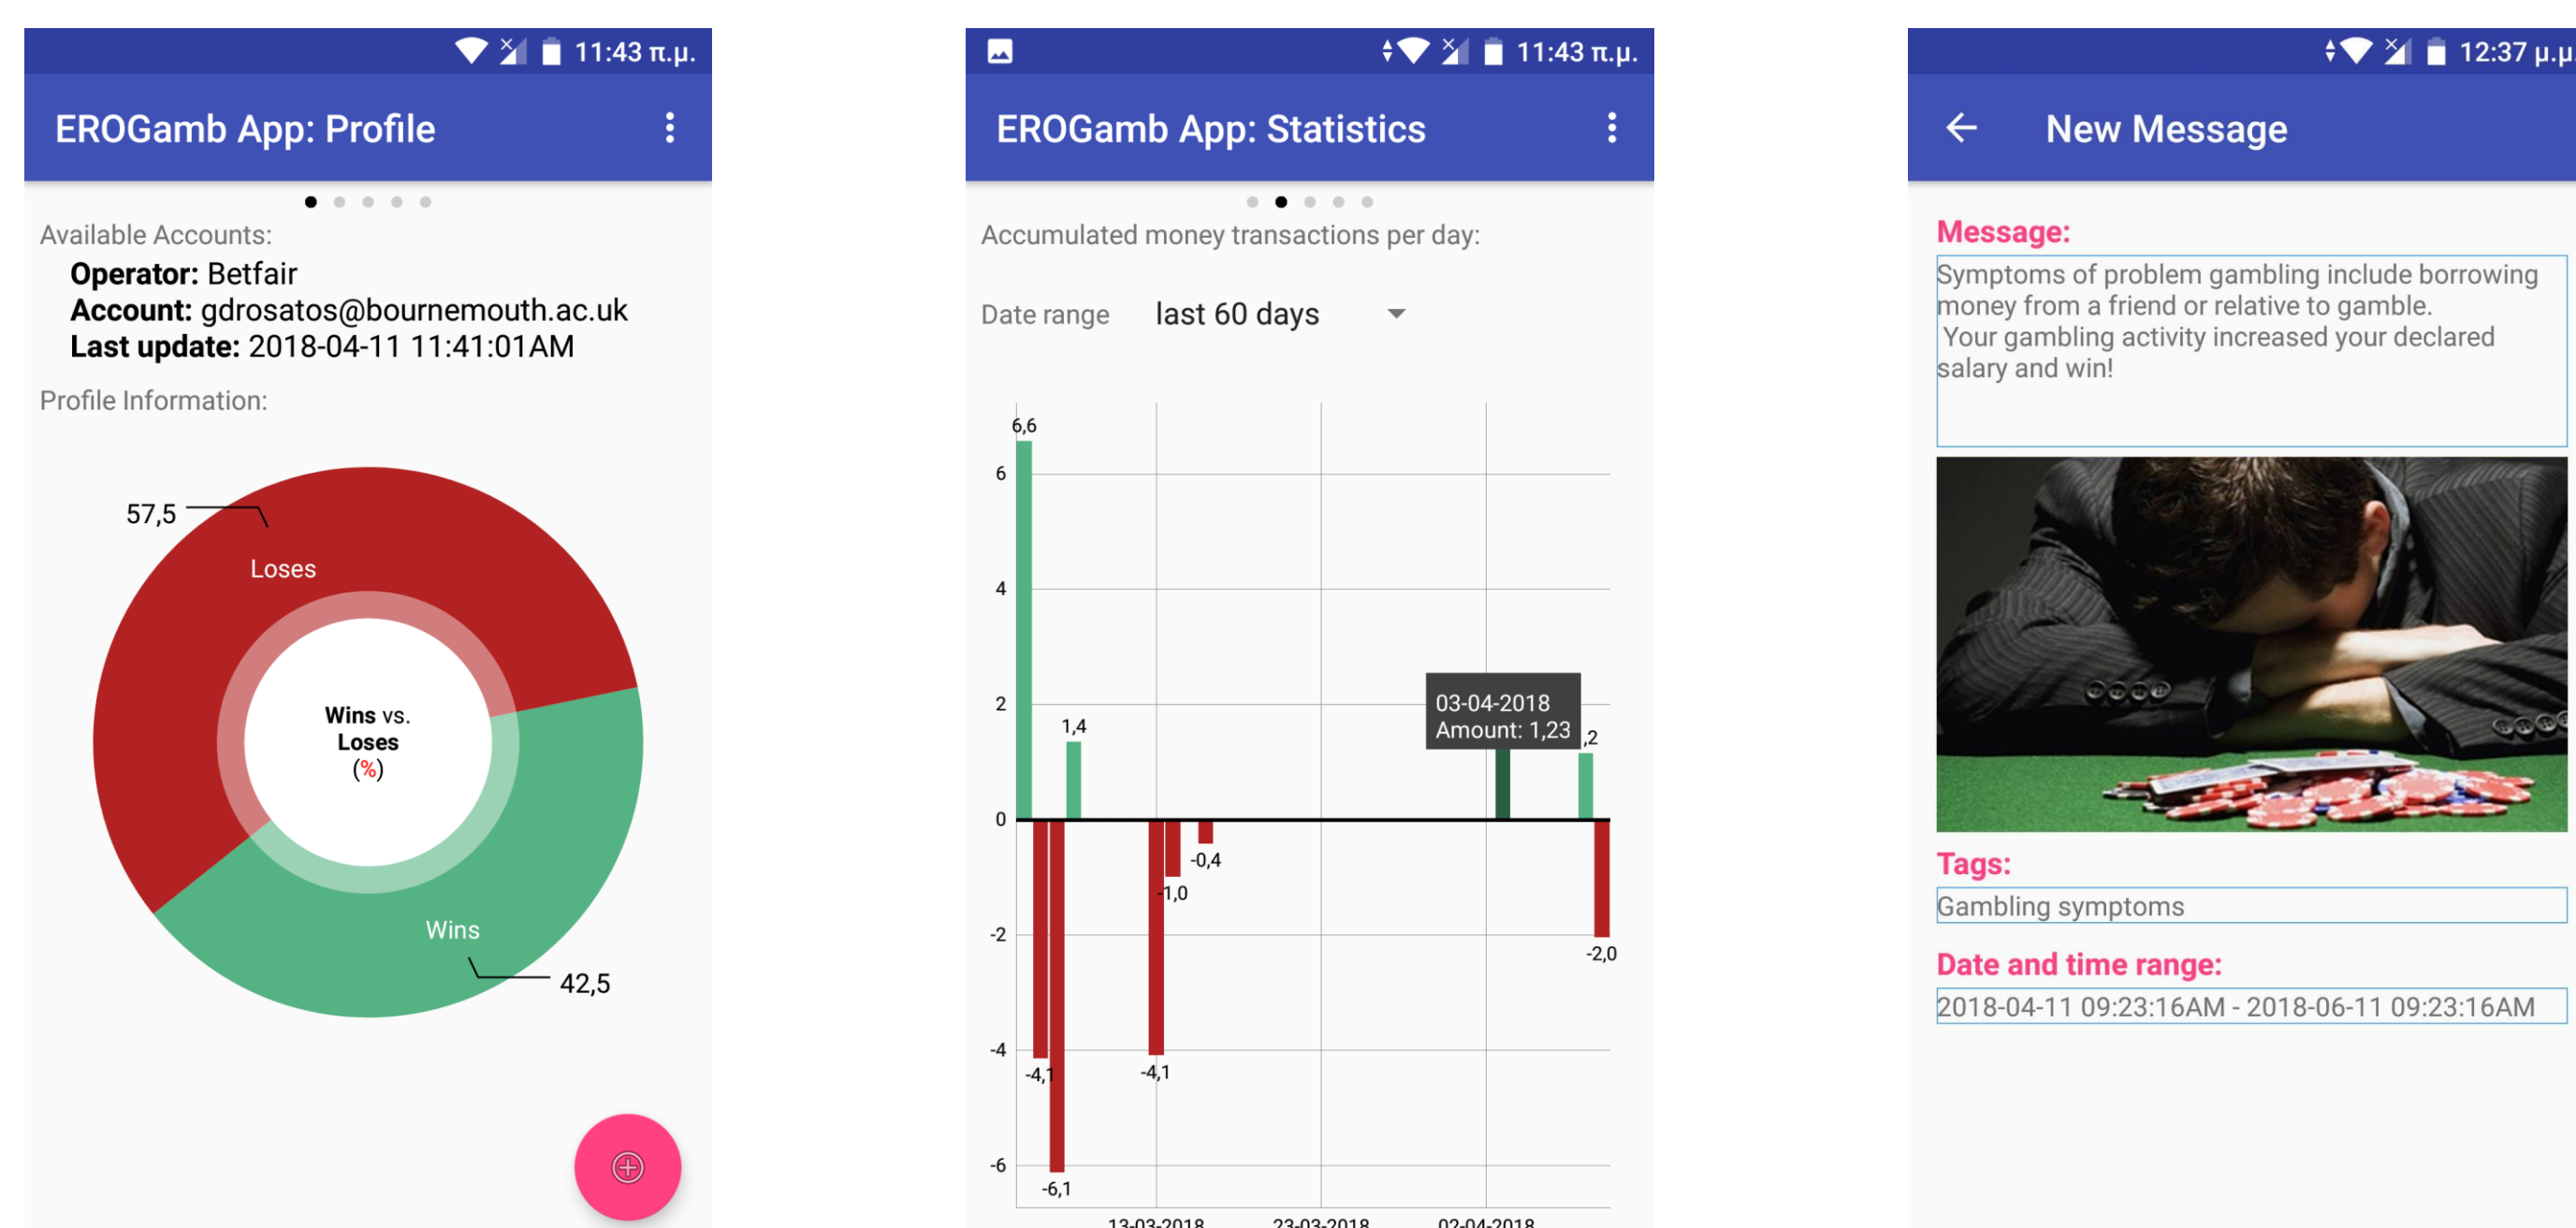 11:43 π.μ.
EROGamb App: Profile
Available Accounts:
Operator: Betfair
Account: gdrosatos@bournemouth.ac.uk
Last update: 2018-04-11 11:41:01AM
Profile Information:
57,5
Loses
Wins vs.
Loses
(%)
Wins
42,5
11:43 π.μ.
EROGamb App: Statistics
Accumulated money transactions per day:
Date range last 60 days
6,6
6
4
2
1,4
03-04-2018
Amount: 1,23
,2
0
-0,4
-1,0
-2
-2,0
-4
-4,1
-4,1
-6
-6,1
13-03-2018 23-03-2018 02-04-2018
12:37 μ.μ.
New Message
Message:
Symptoms of problem gambling include borrowing
money from a friend or relative to gamble.
Your gambling activity increased your declared
salary and win!
Tags:
Gambling symptoms
Date and time range:
2018-04-11 09:23:16AM - 2018-06-11 09:23:16AM